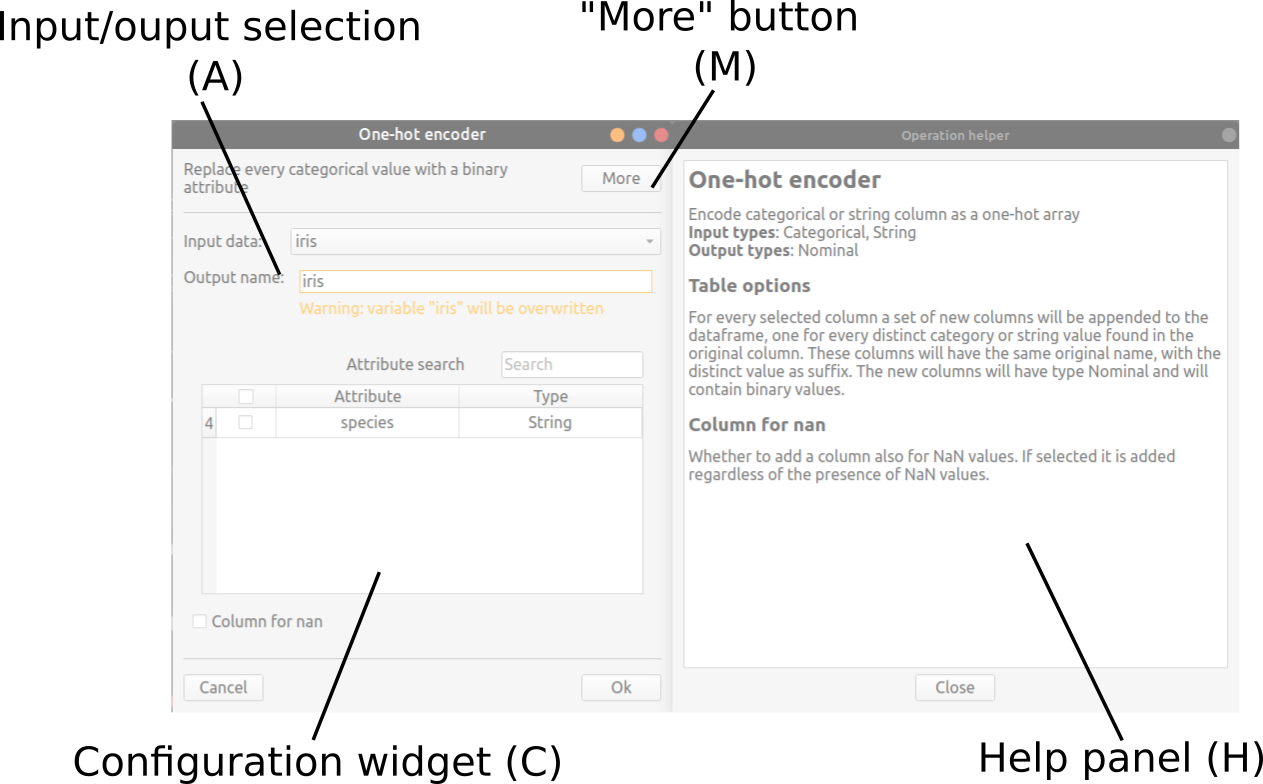 Input/ouput selection
(A)
"More" button
(M)
One-hot encoder
Replace every categorical value with a binary
attribute
More
Input data:
iris
Output name:
iris
Warning: variable "iris" will be overwritten
Attribute search
Search
Attribute
Type
4
species
String
Column for nan
Cancel
Ok
Configuration widget (C)
Operation helper
One-hot encoder
Encode categorical or string column as a one-hot array
Input types: Categorical, String
Output types: Nominal
Table options
For every selected column a set of new columns will be appended to the
dataframe, one for every distinct category or string value found in the
original column. These columns will have the same original name, with the
distinct value as suffix. The new columns will have type Nominal and will
contain binary values.
Column for nan
Whether to add a column also for NaN values. If selected it is added
regardless of the presence of NaN values.
Close
Help panel (H)